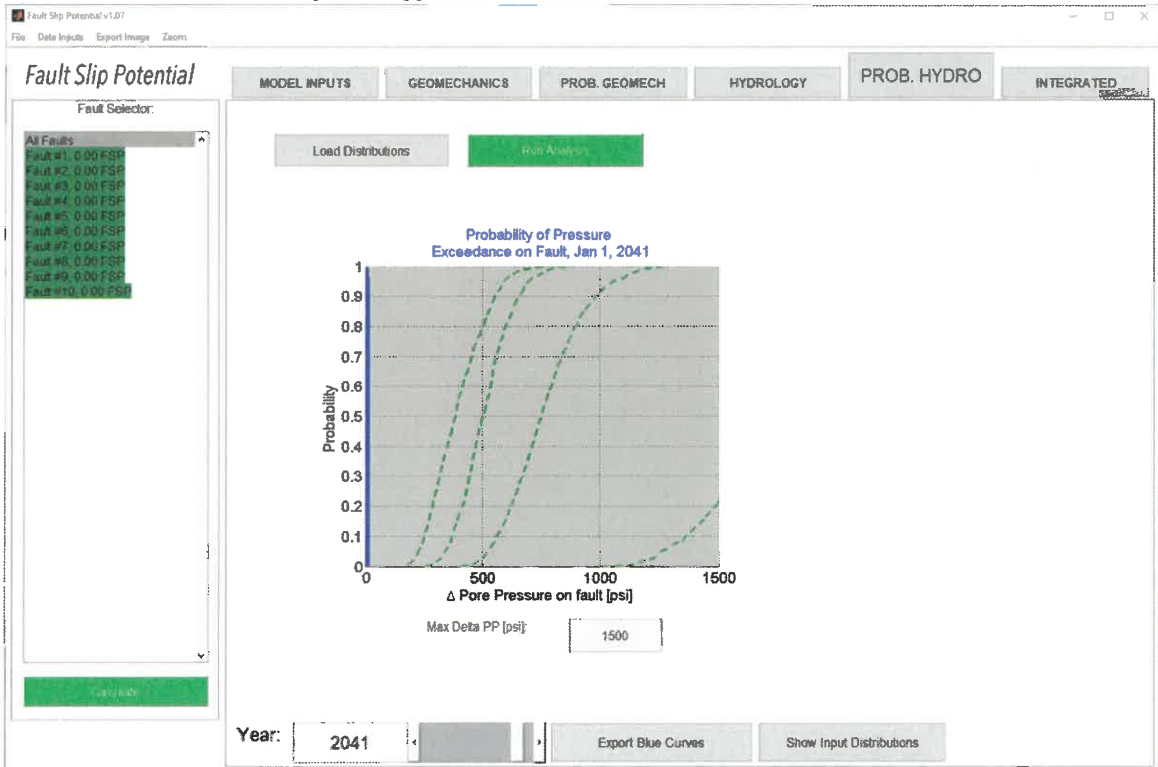 Fault Slip Potential v1.07
File Data Inputs Export Image Zoom
Fault Slip Potential
MODEL INPUTS GEOMECHANICS PROB. GEOMECH HYDROLOGY PROB. HYDRO INTEGRATED
Fault Selector:
All Faults
Fault #1, 0.00 FSP
Fault #2, 0.00 FSP
Fault #3, 0.00 FSP
Fault #4, 0.00 FSP
Fault #5, 0.00 FSP
Fault #6, 0.00 FSP
Fault #7, 0.00 FSP
Fault #8, 0.00 FSP
Fault #9, 0.00 FSP
Fault #10, 0.00 FSP
Load Distributions Run Analysis
Probability of Pressure
Exceedance on Fault, Jan 1, 2041
1
0.9
0.8
0.7
0.6
0.5
0.4
0.3
0.2
0.1
0
Probability
0 500 1000 1500
Δ Pore Pressure on fault [psi]
Max Delta PP [psi]: 1500
Calculate
Year: 2041 Export Blue Curves Show Input Distributions